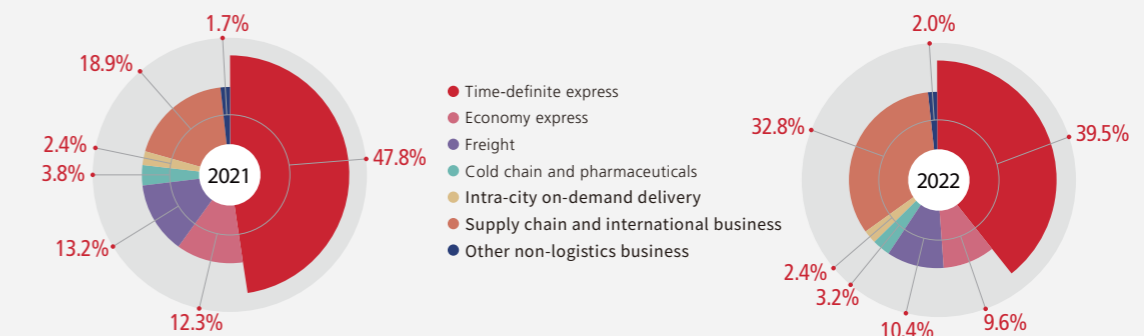 1.7%
18.9%
2.4%
3.8%
13.2%
12.3%
47.8%
2021
Time-definite express
Economy express
Freight
Cold chain and pharmaceuticals
Intra-city on-demand delivery
Supply chain and international business
Other non-logistics business
2.0%
32.8%
39.5%
2022
2.4%
3.2%
10.4%
9.6%